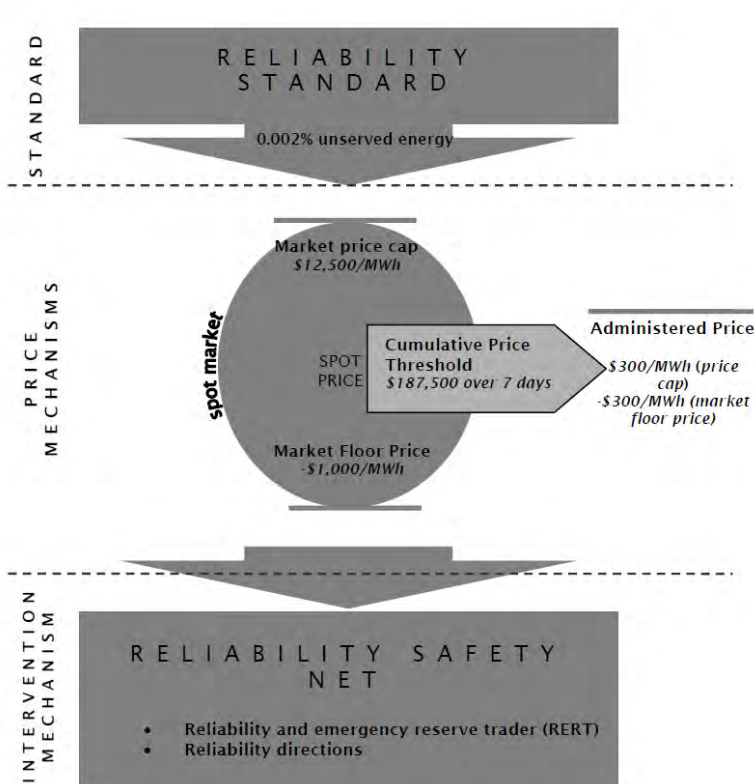 STANDARD
RELIABILITY
STANDARD
0.002% unserved energy
PRICE
MECHANISMS
Market price cap
$12,500/MWh
spot market
SPOT
PRICE
Cumulative Price
Threshold
$187,500 over 7 days
Administered Price
$300/MWh (price
cap)
-$300/MWh (market
floor price)
Market Floor Price
-$1,000/MWh
INTERVENTION
MECHANISM
RELIABILITY SAFETY
NET
• Reliability and emergency reserve trader (RERT)
• Reliability directions